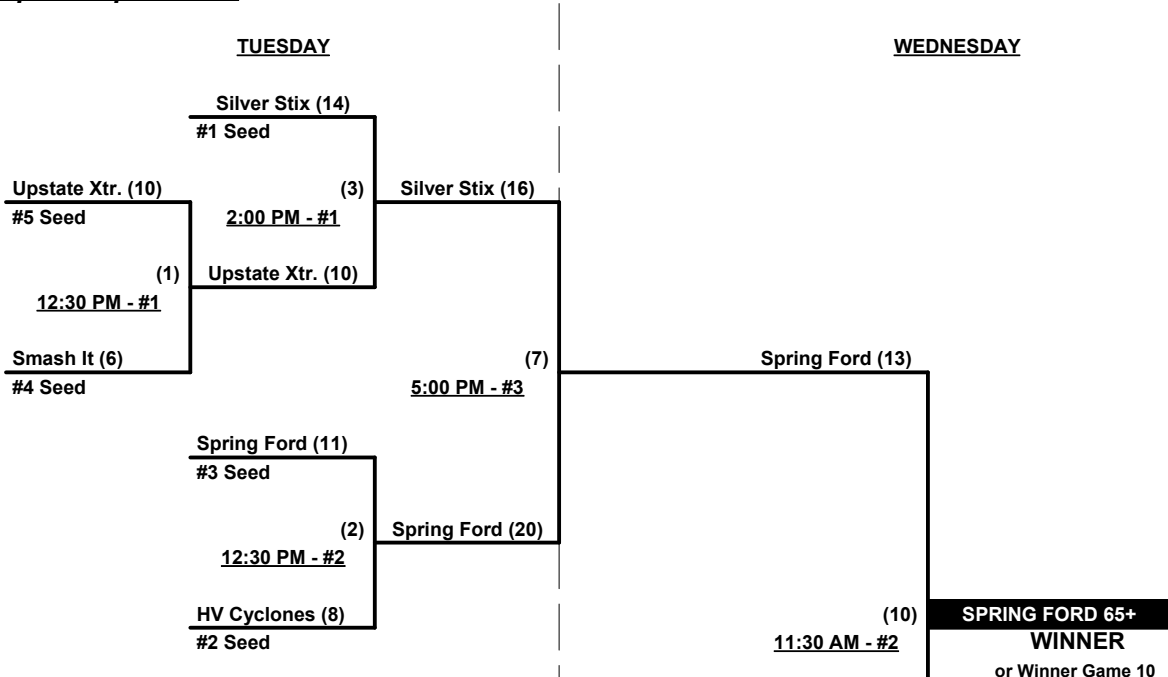 TUESDAY
WEDNESDAY
Silver Stix (14)
#1 Seed
Upstate Xtr. (10)
(3)
Silver Stix (16)
#5 Seed
2:00 PM - #1
(1)
Upstate Xtr. (10)
12:30 PM - #1
Smash It (6)
(7)
Spring Ford (13)
#4 Seed
5:00 PM - #3
Spring Ford (11)
#3 Seed
(2)
Spring Ford (20)
12:30 PM - #2
HV Cyclones (8)
(10)
SPRING FORD 65+
#2 Seed
11:30 AM - #2
WINNER
or Winner Game 10